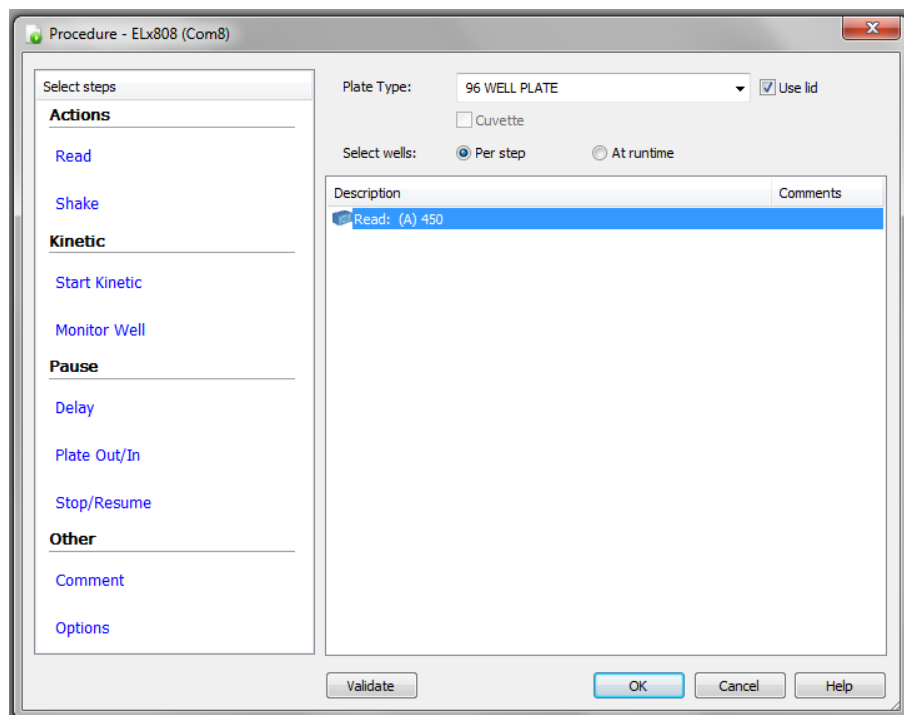 Procedure - ELx808 (Com8)
Select steps
Actions
Read
Shake
Kinetic
Start Kinetic
Monitor Well
Pause
Delay
Plate Out/In
Stop/Resume
Other
Comment
Options
Plate Type: 96 WELL PLATE Use lid
Cuvette
Select wells: Per step At runtime
Description Comments
Read: (A) 450
Validate OK Cancel Help